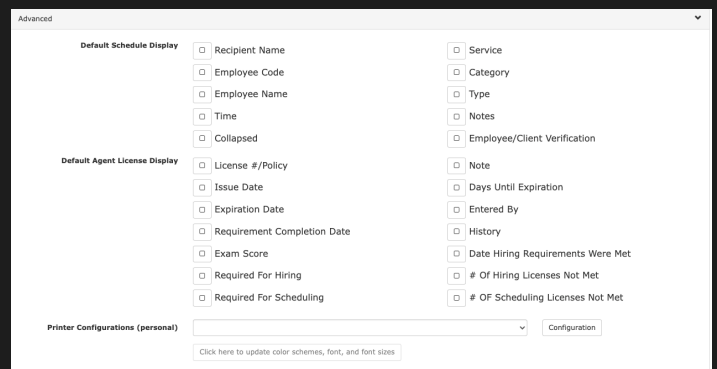 Advanced
Default Schedule Display
Recipient Name
Service
Employee Code
Category
Employee Name
Type
Time
Notes
Collapsed
Employee/Client Verification
Default Agent License Display
License #/Policy
Note
Issue Date
Days Until Expiration
Expiration Date
Entered By
Requirement Completion Date
History
Exam Score
Date Hiring Requirements Were Met
Required For Hiring
# Of Hiring Licenses Not Met
Required For Scheduling
# OF Scheduling Licenses Not Met
Printer Configurations (personal)
Configuration
Click here to update color schemes, font, and font sizes